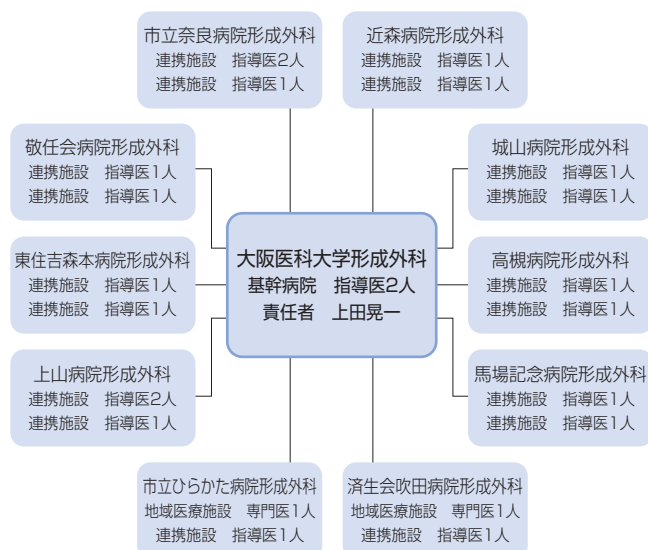 市立奈良病院形成外科
連携施設　指導医2人
連携施設　指導医1人
近森病院形成外科
連携施設　指導医1人
連携施設　指導医1人
敬任会病院形成外科
連携施設　指導医1人
連携施設　指導医1人
城山病院形成外科
連携施設　指導医1人
連携施設　指導医1人
大阪医科大学形成外科
基幹病院　指導医2人
責任者　上田晃一
東住吉森本病院形成外科
連携施設　指導医1人
連携施設　指導医1人
高槻病院形成外科
連携施設　指導医1人
連携施設　指導医1人
上山病院形成外科
連携施設　指導医2人
連携施設　指導医1人
馬場記念病院形成外科
連携施設　指導医1人
連携施設　指導医1人
市立ひらかた病院形成外科
地域医療施設　専門医1人
連携施設　指導医1人
済生会吹田病院形成外科
地域医療施設　専門医1人
連携施設　指導医1人